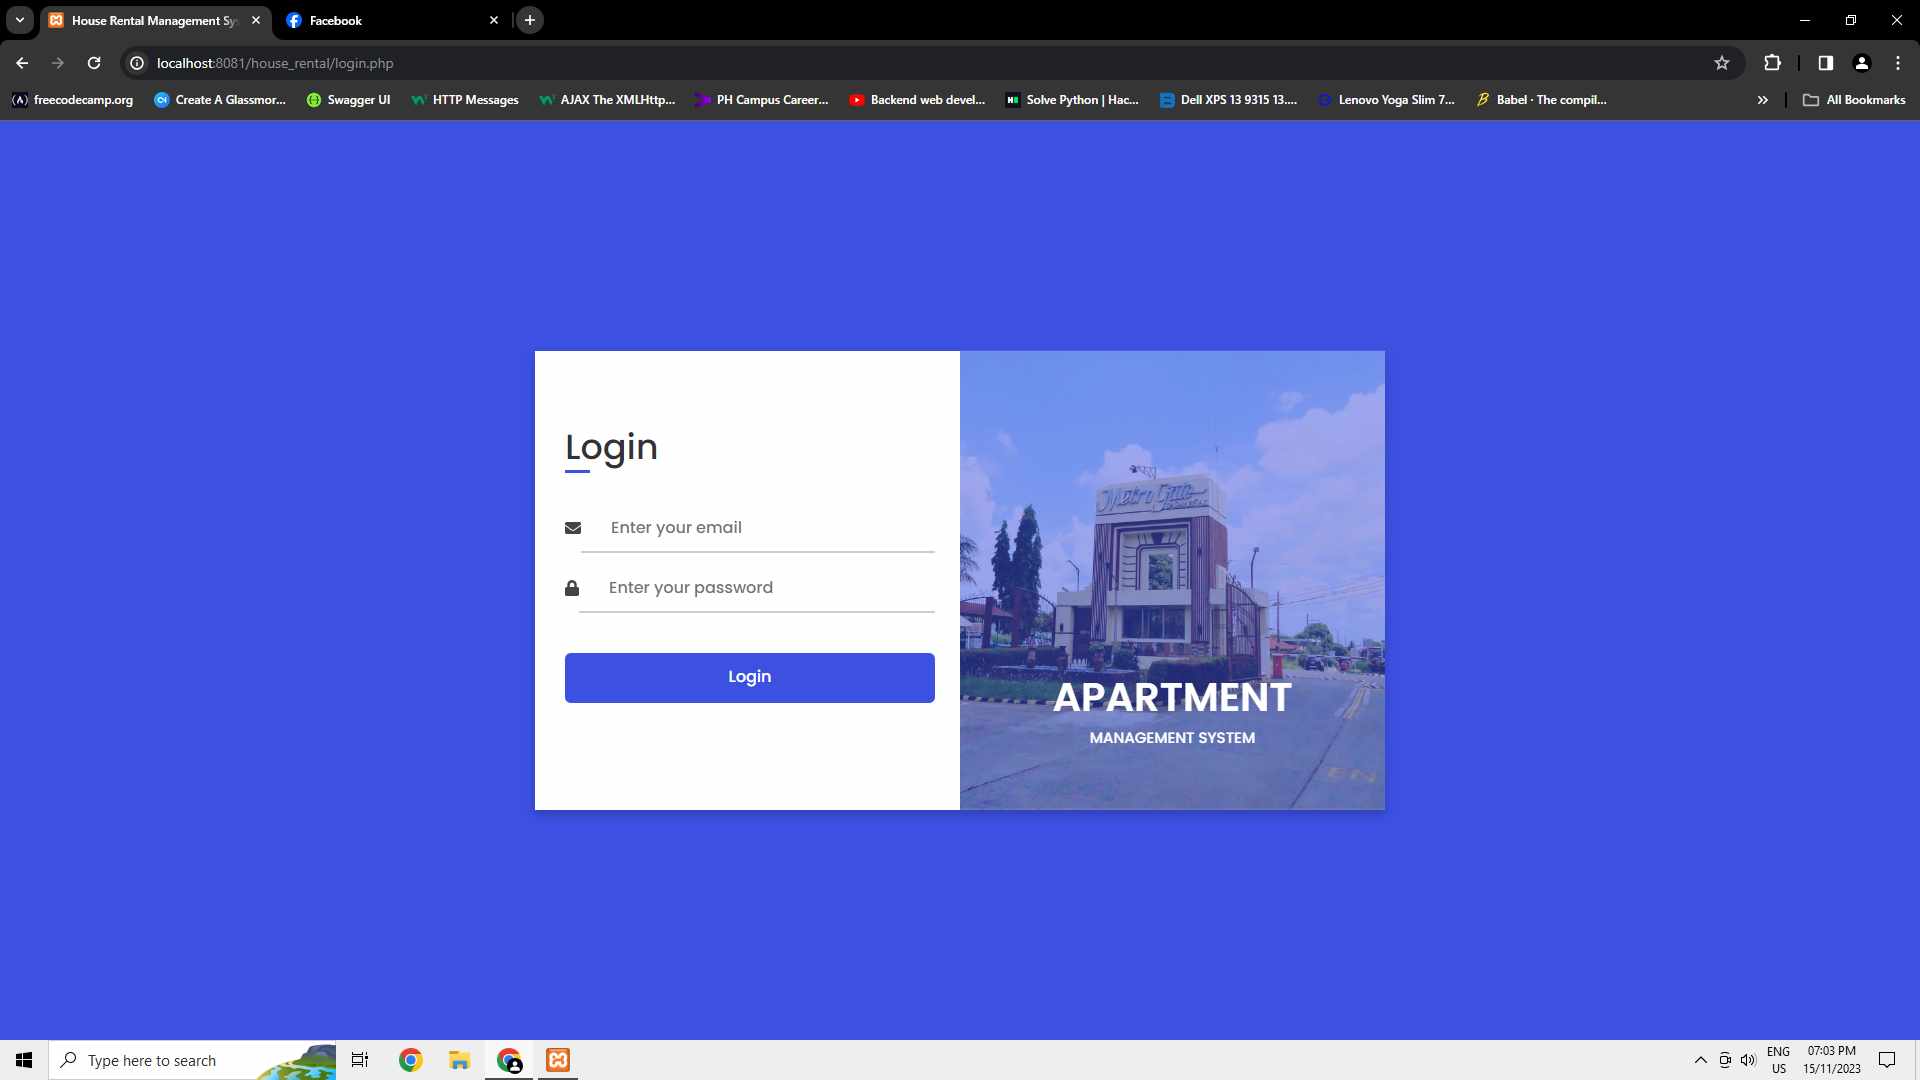 House Rental Management Sy
Facebook
localhost:8081/house_rental/login.php
freecodecamp.org
Create A Glassmor...
Swagger UI
HTTP Messages
AJAX The XMLHttp...
PH Campus Career...
Backend web devel...
Solve Python | Hac...
Dell XPS 13 9315 13....
Lenovo Yoga Slim 7...
Babel · The compil...
All Bookmarks
Login
Enter your email
Enter your password
Login
Metro Gate
APARTMENT
MANAGEMENT SYSTEM
Type here to search
ENG
US
07:03 PM
15/11/2023